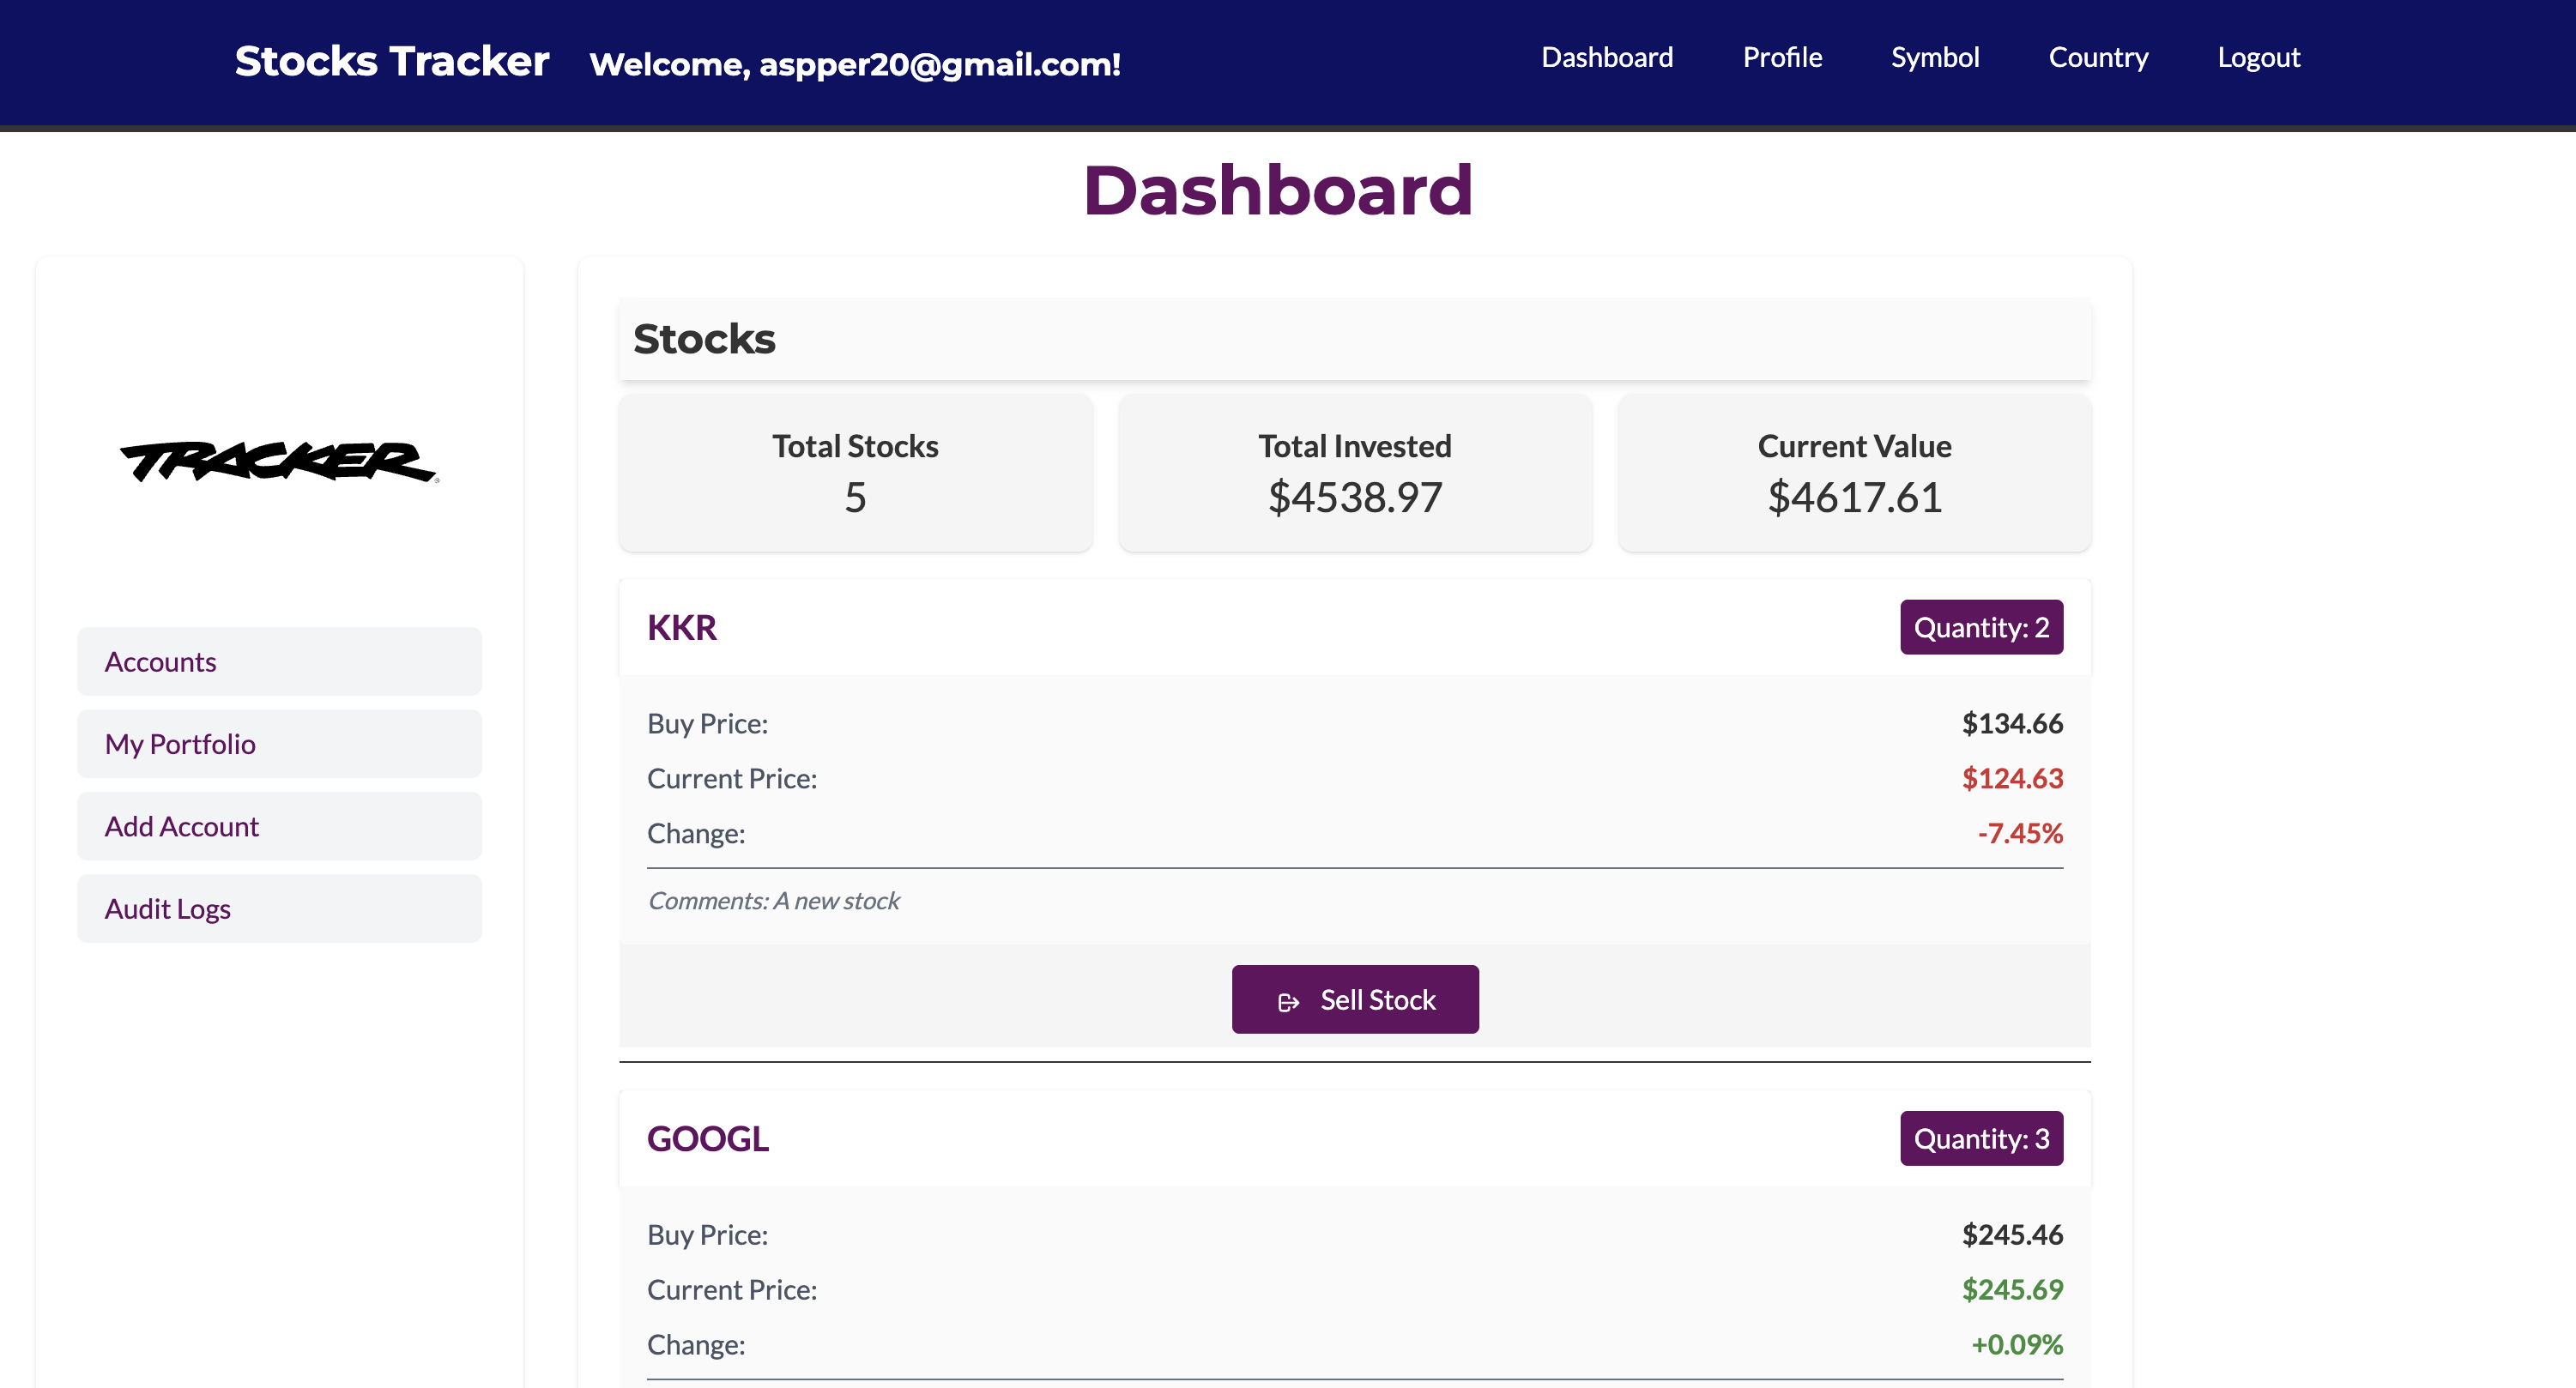 Stocks Tracker Welcome, aspper20@gmail.com! Dashboard Profile Symbol Country Logout
Dashboard
TRACKER
Accounts
My Portfolio
Add Account
Audit Logs
Stocks
Total Stocks
5
Total Invested
$4538.97
Current Value
$4617.61
KKR Quantity: 2
Buy Price: $134.66
Current Price: $124.63
Change: -7.45%
Comments: A new stock
Sell Stock
GOOGL Quantity: 3
Buy Price: $245.46
Current Price: $245.69
Change: +0.09%